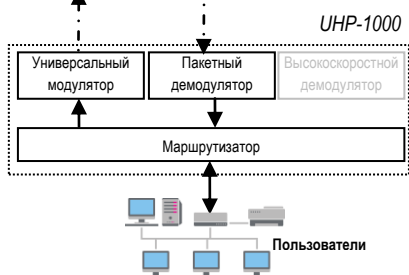 UHP-1000
Универсальный
модулятор
Пакетный
демодулятор
Высокоскоростной
демодулятор
Маршрутизатор
Пользователи